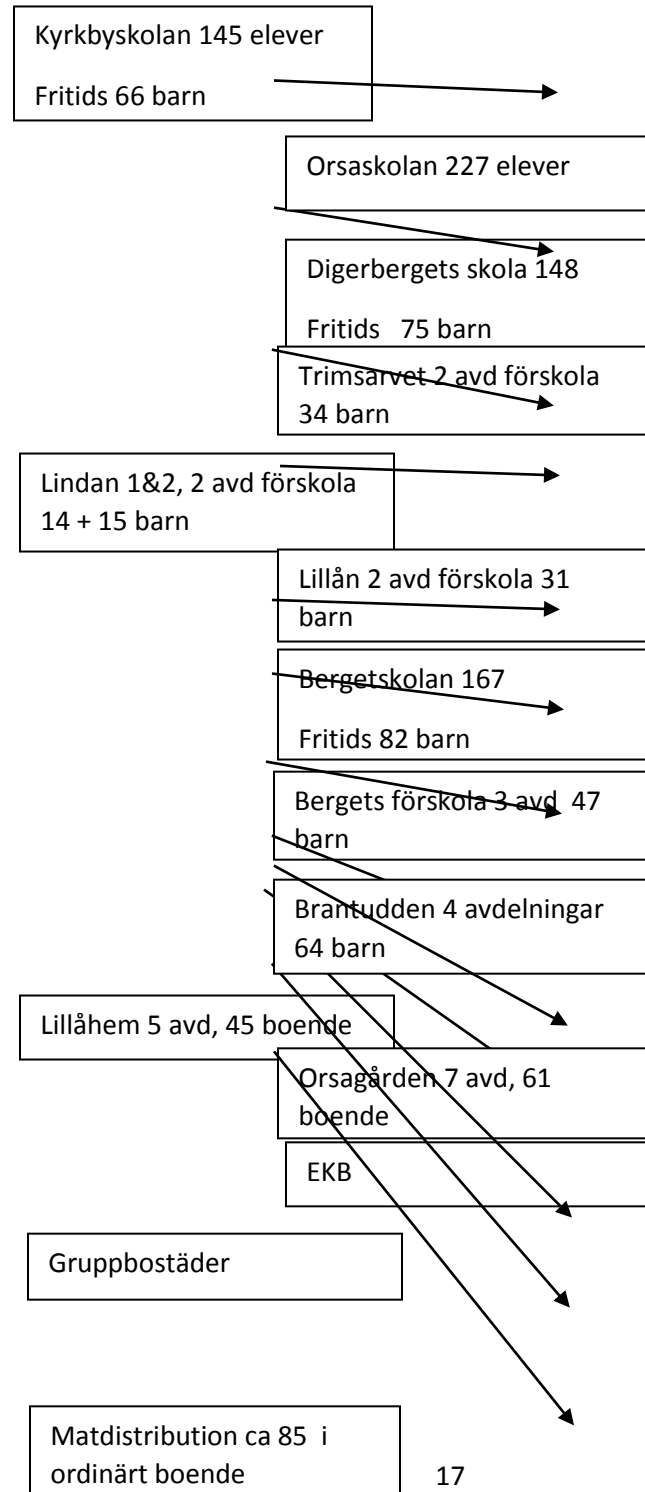 Kyrkbyskolan 145 elever
Fritids 66 barn
Orsaskolan 227 elever
Digerbergets skola 148
Fritids   75 barn
Trimsarvet 2 avd förskola
34 barn
Lindan 1&2, 2 avd förskola
14 + 15 barn
Lillån 2 avd förskola 31
barn
Bergetskolan 167
Fritids 82 barn
Bergets förskola 3 avd  47
barn
Brantudden 4 avdelningar
64 barn
Lillåhem 5 avd, 45 boende
Orsagården 7 avd, 61
boende
EKB
Gruppbostäder
Matdistribution ca 85  i
ordinärt boende
17